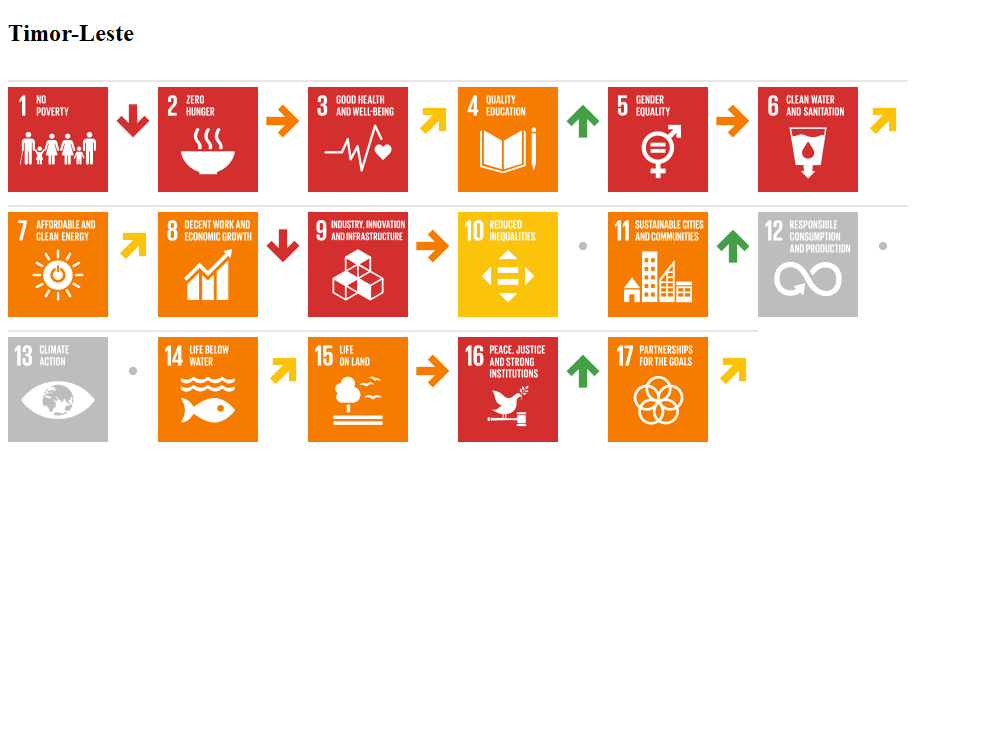 Timor-Leste
1 NO
POVERTY
2 ZERO
HUNGER
3 GOOD HEALTH
AND WELL-BEING
4 QUALITY
EDUCATION
5 GENDER
EQUALITY
6 CLEAN WATER
AND SANITATION
7 AFFORDABLE AND
CLEAN ENERGY
8 DECENT WORK AND
ECONOMIC GROWTH
9 INDUSTRY, INNOVATION
AND INFRASTRUCTURE
10 REDUCED
INEQUALITIES
11 SUSTAINABLE CITIES
AND COMMUNITIES
12 RESPONSIBLE
CONSUMPTION
AND PRODUCTION
13 CLIMATE
ACTION
14 LIFE BELOW
WATER
15 LIFE
ON LAND
16 PEACE, JUSTICE
AND STRONG
INSTITUTIONS
17 PARTNERSHIPS
FOR THE GOALS